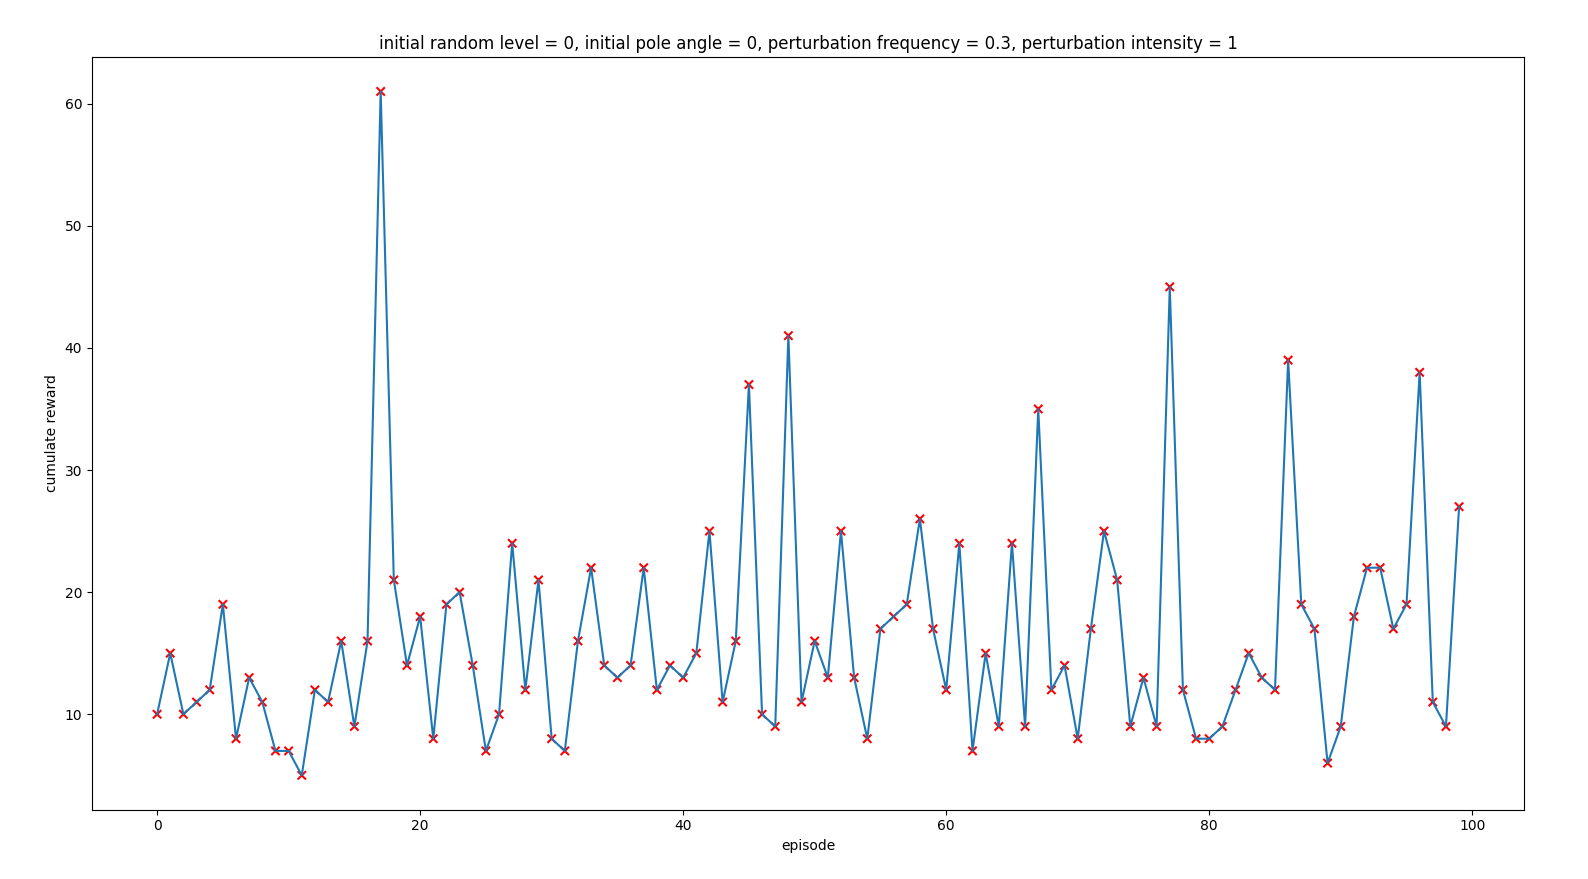 initial random level = 0, initial pole angle = 0, perturbation frequency = 0.3, perturbation intensity = 1
60
50
40
30
20
10
cumulate reward
0 20 40 60 80 100
episode